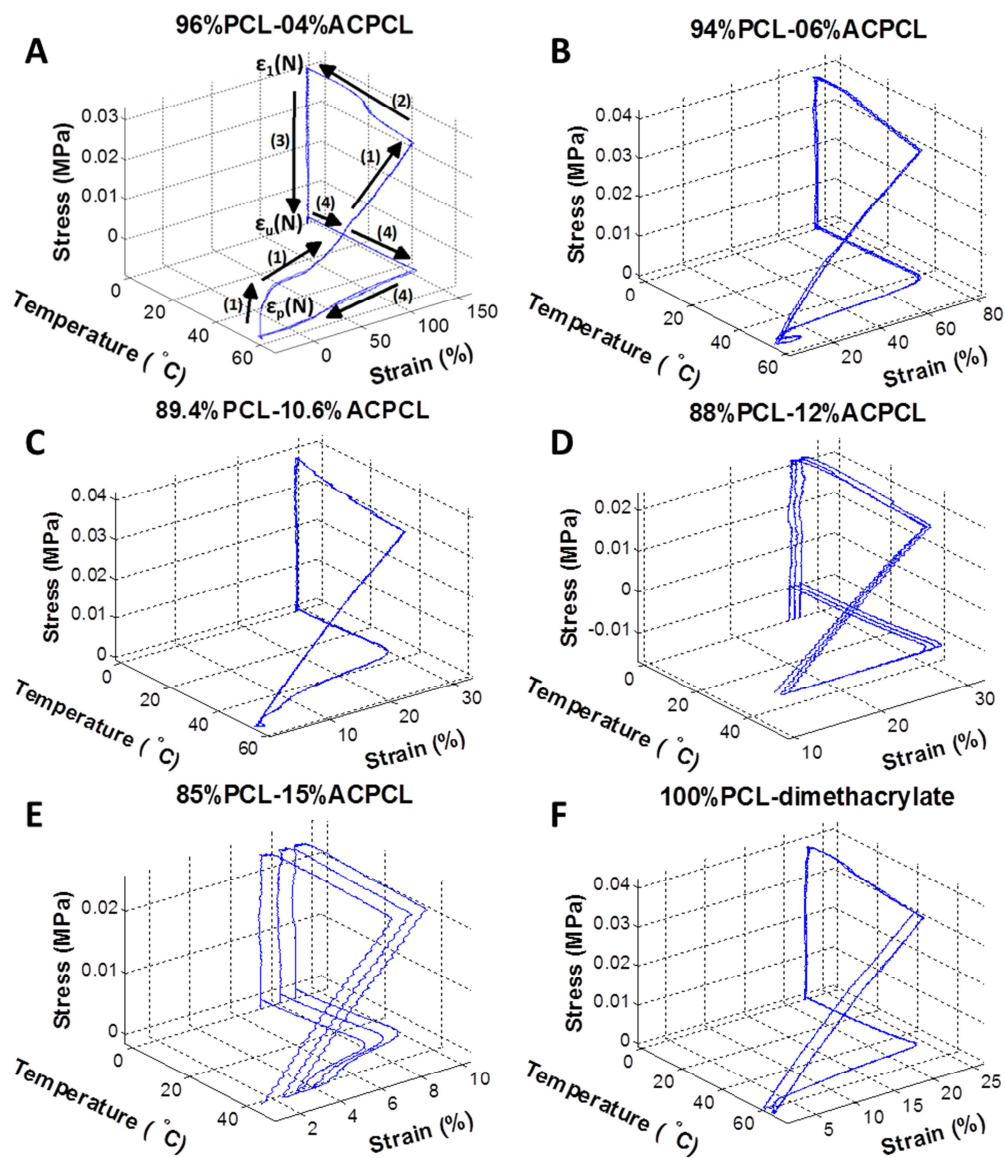 A
96%PCL-04%ACPCL
ε1(N)
(2)
(3)
(1)
(4)
εu(N)
(4)
(1)
(1)
εp(N)
(4)
Stress (MPa)
0.03
0.02
0.01
0
Temperature (°C)
20
40
60
0
50
100
150
Strain (%)
B
94%PCL-06%ACPCL
Stress (MPa)
0.04
0.03
0.02
0.01
0
Temperature (°C)
0
20
40
60
20
40
60
80
Strain (%)
C
89.4%PCL-10.6%ACPCL
Stress (MPa)
0.04
0.03
0.02
0.01
0
Temperature (°C)
0
20
40
60
10
20
30
Strain (%)
D
88%PCL-12%ACPCL
Stress (MPa)
0.02
0.01
0
-0.01
Temperature (°C)
0
20
40
10
20
30
Strain (%)
E
85%PCL-15%ACPCL
Stress (MPa)
0.02
0.01
0
Temperature (°C)
0
20
40
2
4
6
8
10
Strain (%)
F
100%PCL-dimethacrylate
Stress (MPa)
0.04
0.03
0.02
0.01
0
Temperature (°C)
0
20
40
60
5
10
15
20
25
Strain (%)